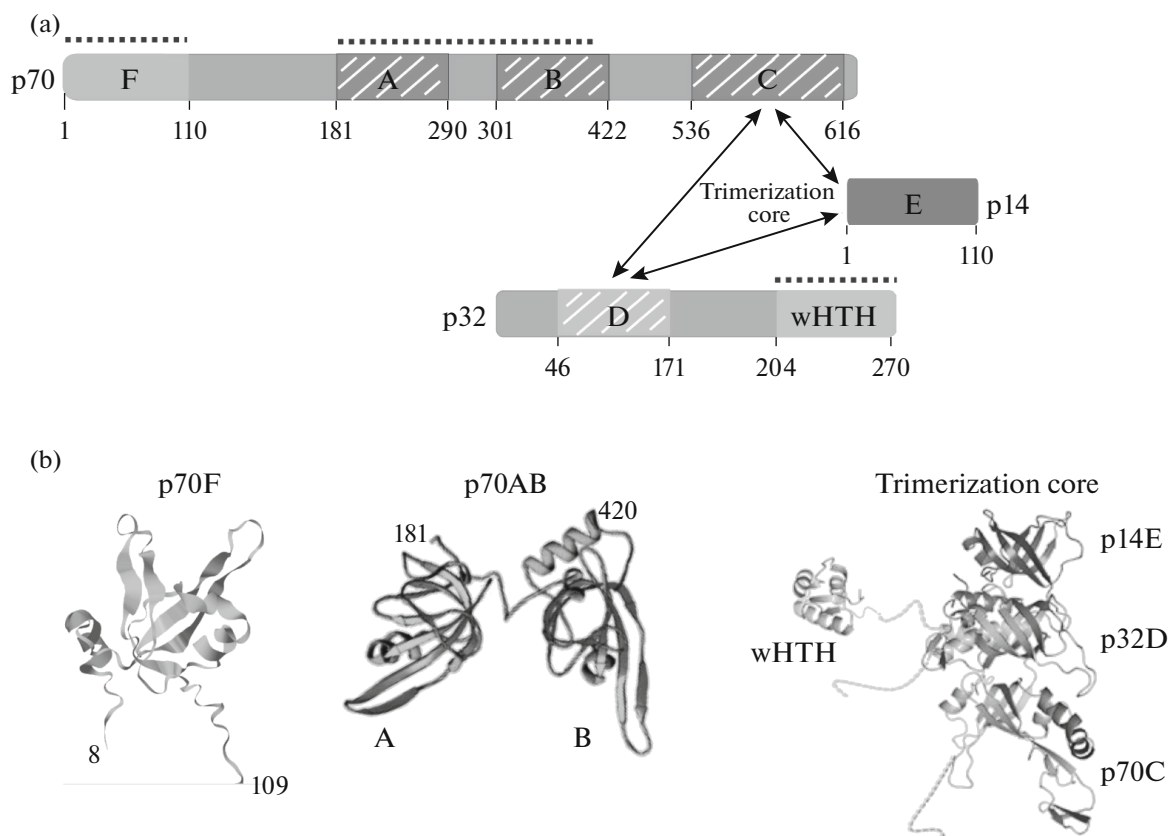 (a)
p70
F
A
B
C
1
110
181
290
301
422
536
616
Trimerization
core
E
p14
1
110
p32
D
wHTH
46
171
204
270
(b)
p70F
p70AB
Trimerization core
181
420
p14E
p32D
wHTH
p70C
A
B
8
109